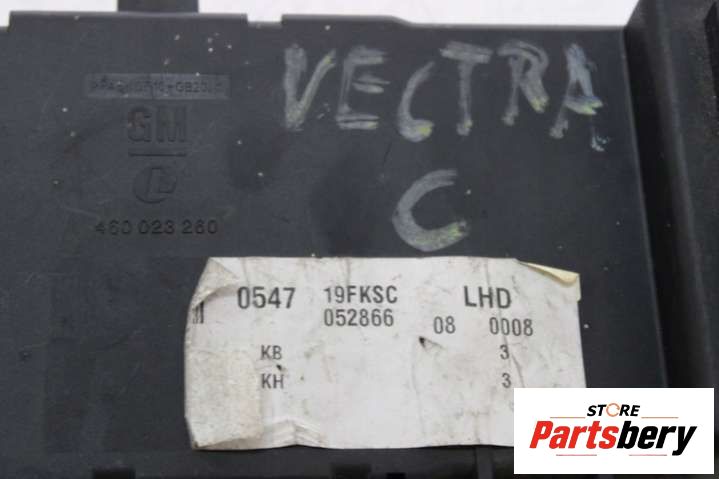 VECTRA
C
GM
460 023 260
0547 19FKSC LHD
052866 08 0008
KB 3
KH 3
STORE
Partsbery